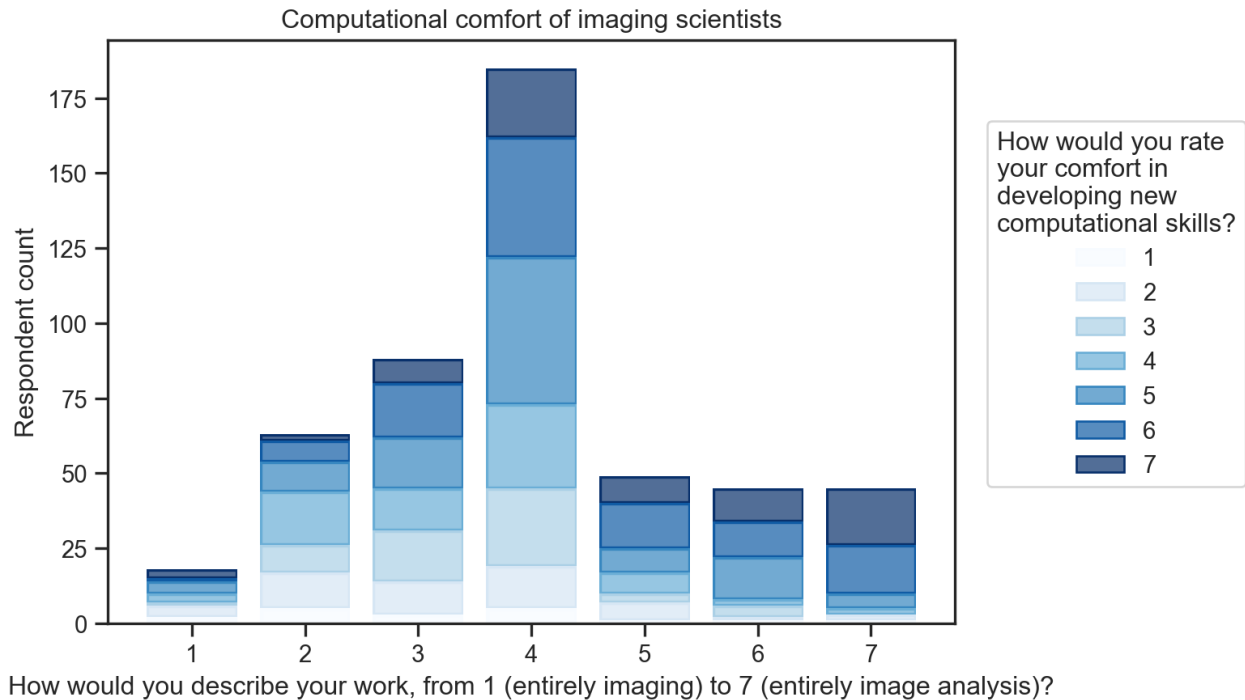 Computational comfort of imaging scientists
175
150
125
100
75
50
25
0
Respondent count
1 2 3 4 5 6 7
How would you describe your work, from 1 (entirely imaging) to 7 (entirely image analysis)?
How would you rate
your comfort in
developing new
computational skills?
1
2
3
4
5
6
7